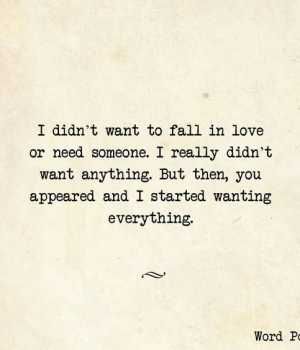 I didn't want to fall in love
or need someone. I really didn't
want anything. But then, you
appeared and I started wanting
everything.
Word Po